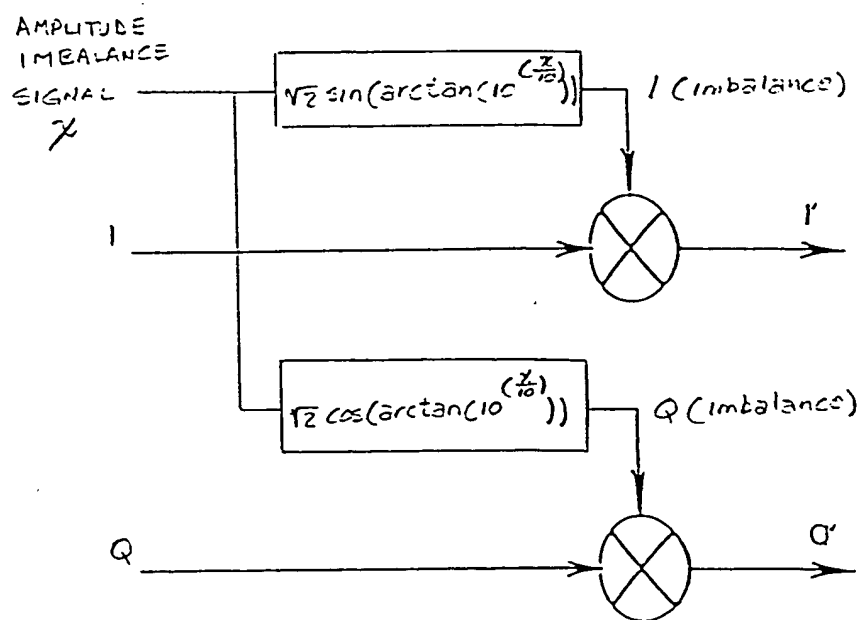 AMPLITUDE
IMBALANCE
SIGNAL
χ
√2 sin(arctan(10^(χ/10)))
I (imbalance)
I
I'
√2 cos(arctan(10^(χ/10)))
Q (imbalance)
Q
Q'